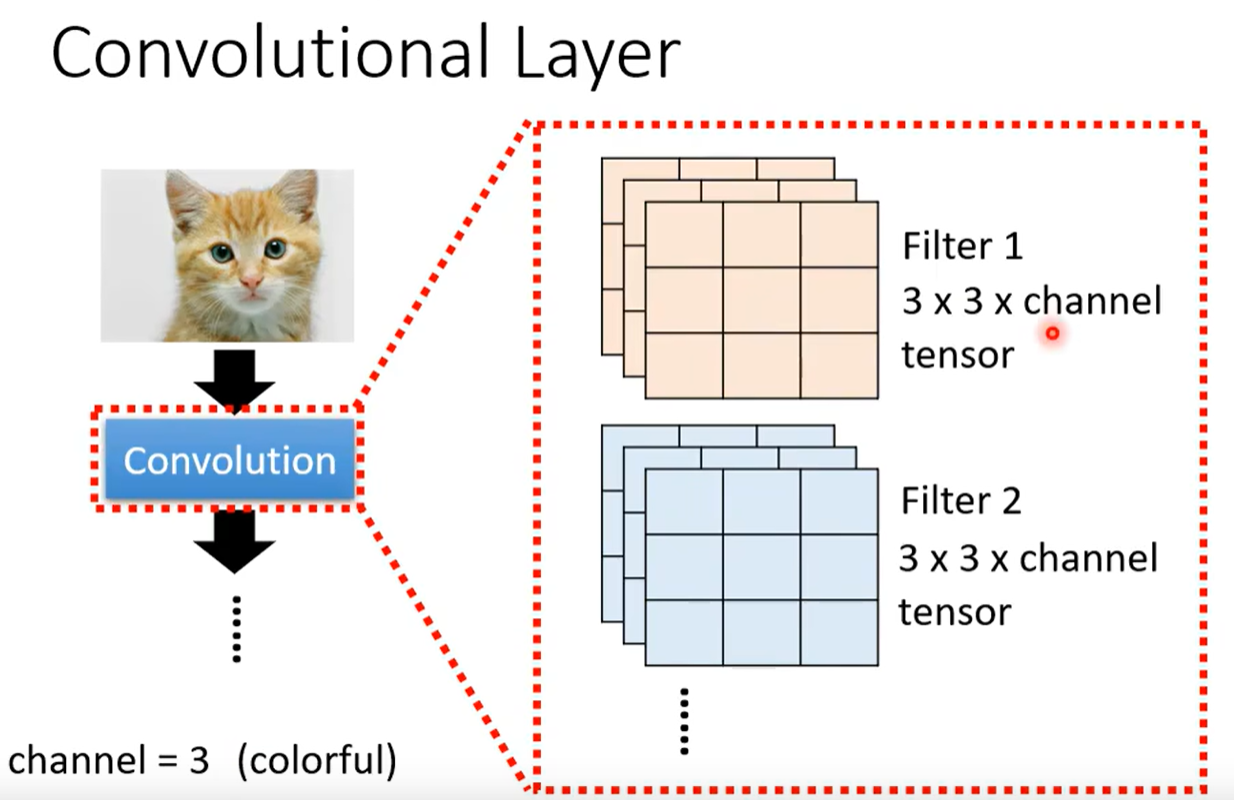 Convolutional Layer
Convolution
channel = 3 (colorful)
Filter 1
3 x 3 x channel
tensor
Filter 2
3 x 3 x channel
tensor